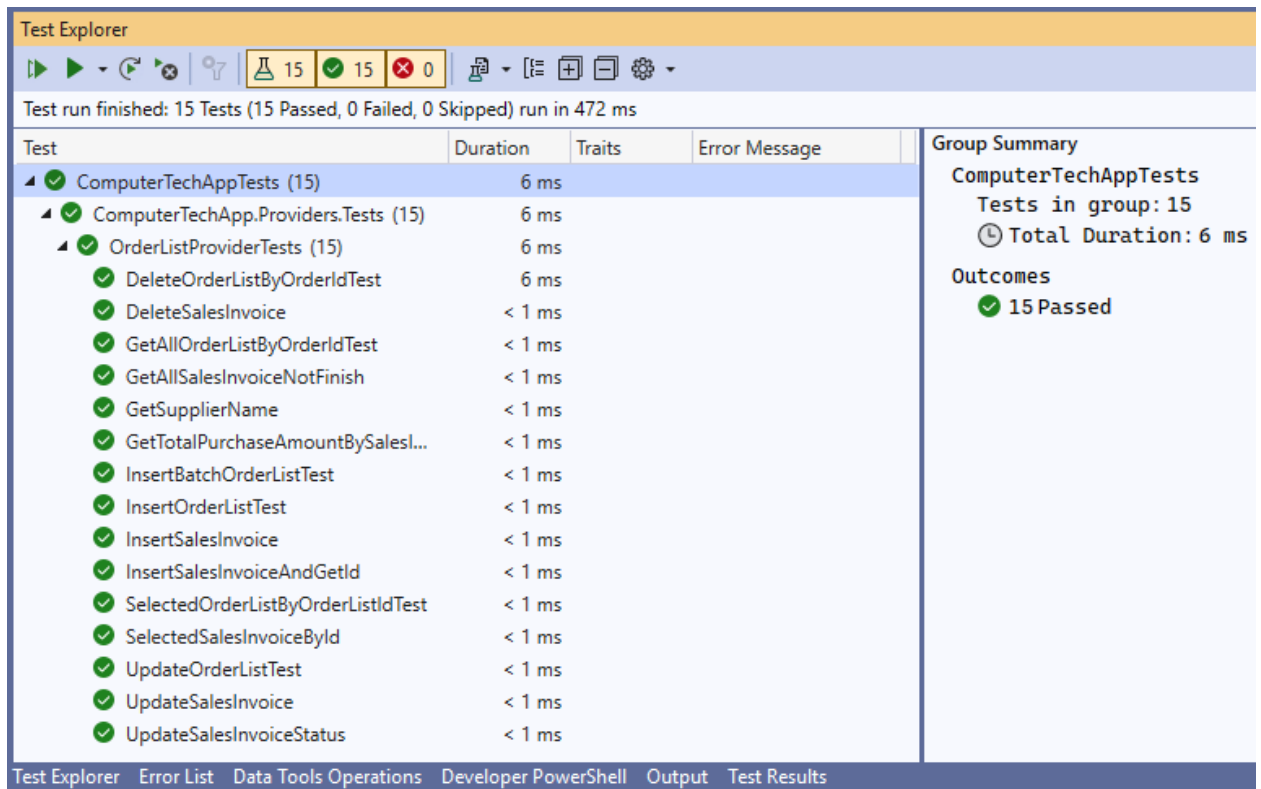 Test Explorer
15 15 0
Test run finished: 15 Tests (15 Passed, 0 Failed, 0 Skipped) run in 472 ms
Test Duration Traits Error Message
ComputerTechAppTests (15) 6 ms
ComputerTechApp.Providers.Tests (15) 6 ms
OrderListProviderTests (15) 6 ms
DeleteOrderListByOrderIdTest 6 ms
DeleteSalesInvoice < 1 ms
GetAllOrderListByOrderIdTest < 1 ms
GetAllSalesInvoiceNotFinish < 1 ms
GetSupplierName < 1 ms
GetTotalPurchaseAmountBySalesI... < 1 ms
InsertBatchOrderListTest < 1 ms
InsertOrderListTest < 1 ms
InsertSalesInvoice < 1 ms
InsertSalesInvoiceAndGetId < 1 ms
SelectedOrderListByOrderListIdTest < 1 ms
SelectedSalesInvoiceById < 1 ms
UpdateOrderListTest < 1 ms
UpdateSalesInvoice < 1 ms
UpdateSalesInvoiceStatus < 1 ms
Group Summary
ComputerTechAppTests
Tests in group: 15
Total Duration: 6 ms
Outcomes
15 Passed
Test Explorer Error List Data Tools Operations Developer PowerShell Output Test Results